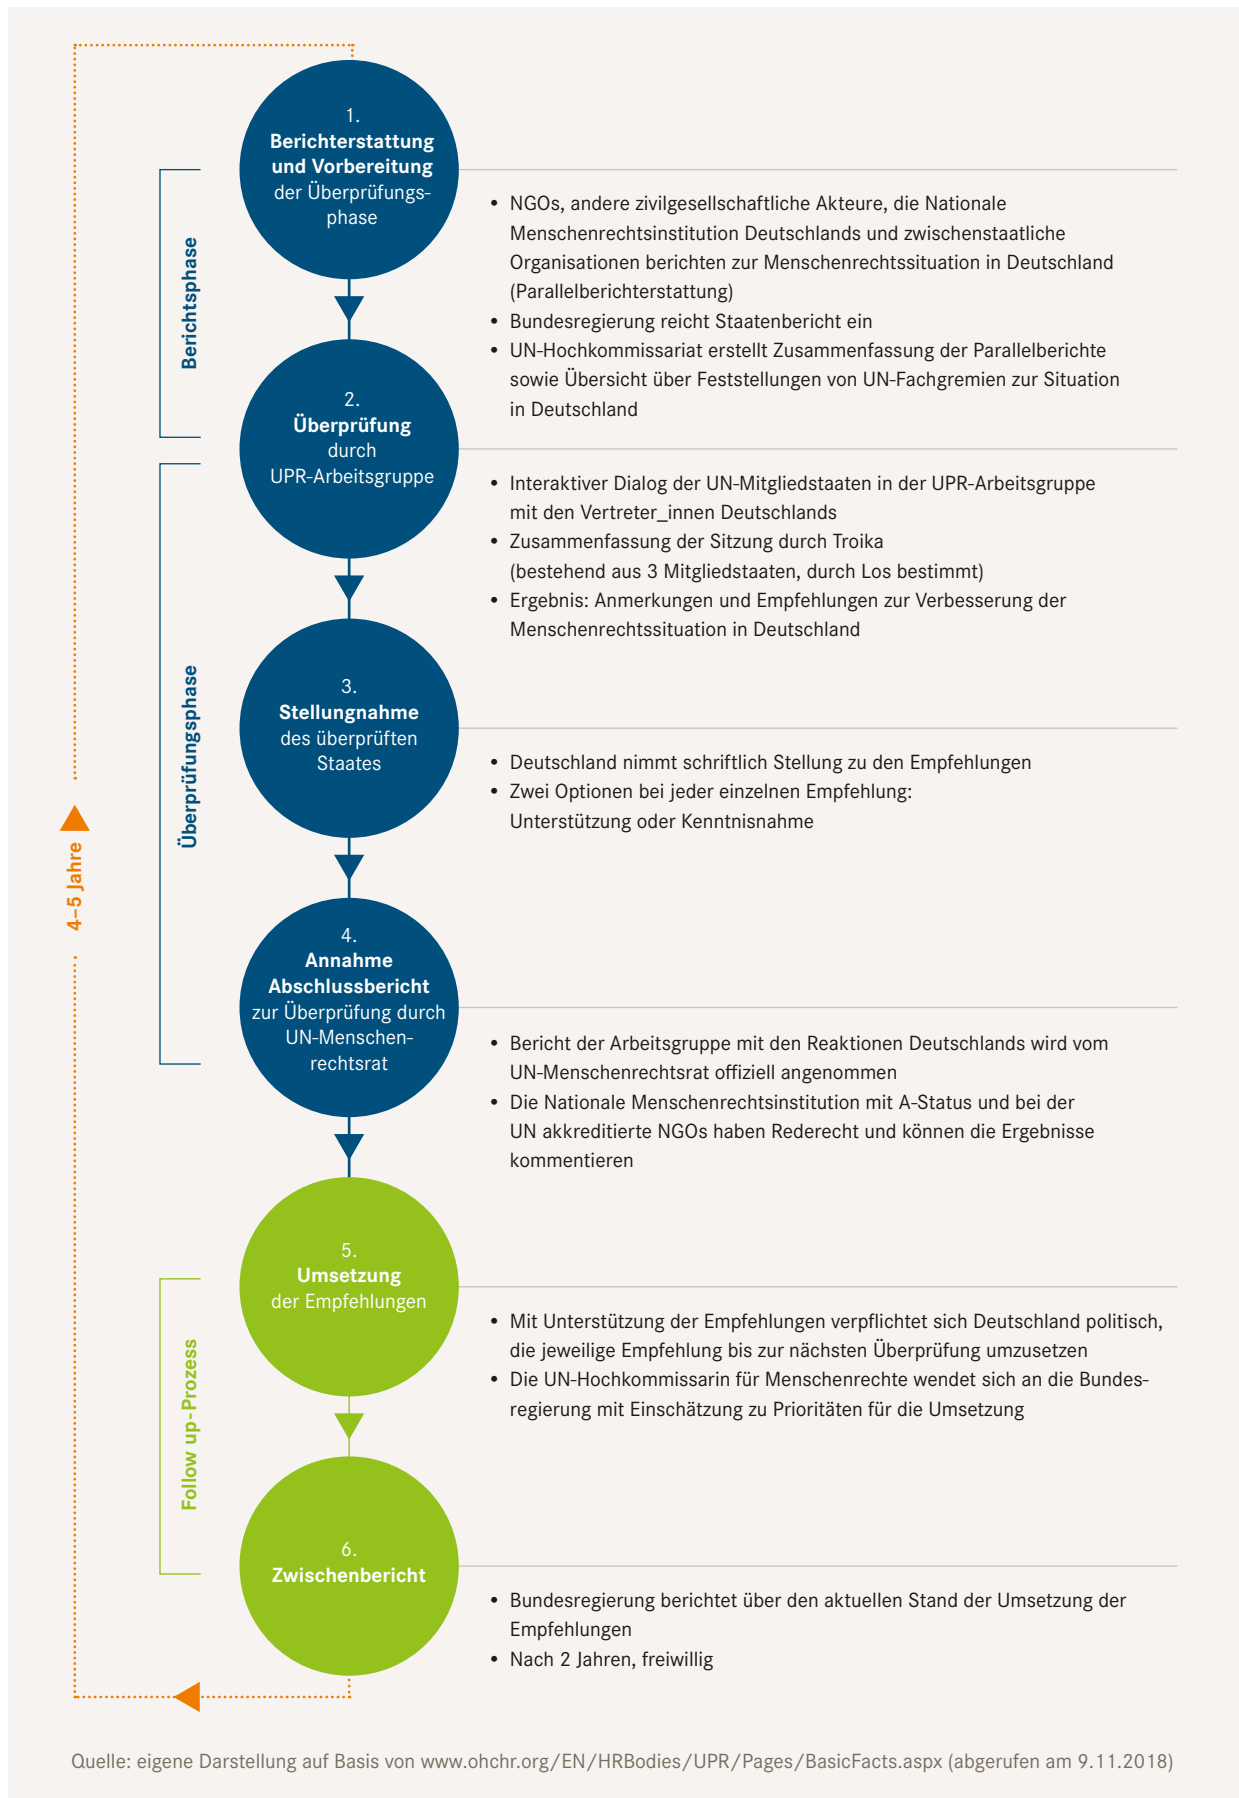 1.
Berichterstattung
und Vorbereitung
der Überprüfungs-
phase
Berichtsphase
• NGOs, andere zivilgesellschaftliche Akteure, die Nationale
Menschenrechtsinstitution Deutschlands und zwischenstaatliche
Organisationen berichten zur Menschenrechtssituation in Deutschland
(Parallelberichterstattung)
• Bundesregierung reicht Staatenbericht ein
• UN-Hochkommissariat erstellt Zusammenfassung der Parallelberichte
sowie Übersicht über Feststellungen von UN-Fachgremien zur Situation
in Deutschland
2.
Überprüfung
durch
UPR-Arbeitsgruppe
• Interaktiver Dialog der UN-Mitgliedstaaten in der UPR-Arbeitsgruppe
mit den Vertreter_innen Deutschlands
• Zusammenfassung der Sitzung durch Troika
(bestehend aus 3 Mitgliedstaaten, durch Los bestimmt)
• Ergebnis: Anmerkungen und Empfehlungen zur Verbesserung der
Menschenrechtssituation in Deutschland
Überprüfungsphase
3.
Stellungnahme
des überprüften
Staates
• Deutschland nimmt schriftlich Stellung zu den Empfehlungen
• Zwei Optionen bei jeder einzelnen Empfehlung:
Unterstützung oder Kenntnisnahme
4–5 Jahre
4.
Annahme
Abschlussbericht
zur Überprüfung durch
UN-Menschen-
rechtsrat
• Bericht der Arbeitsgruppe mit den Reaktionen Deutschlands wird vom
UN-Menschenrechtsrat offiziell angenommen
• Die Nationale Menschenrechtsinstitution mit A-Status und bei der
UN akkreditierte NGOs haben Rederecht und können die Ergebnisse
kommentieren
5.
Umsetzung
der Empfehlungen
• Mit Unterstützung der Empfehlungen verpflichtet sich Deutschland politisch,
die jeweilige Empfehlung bis zur nächsten Überprüfung umzusetzen
• Die UN-Hochkommissarin für Menschenrechte wendet sich an die Bundes-
regierung mit Einschätzung zu Prioritäten für die Umsetzung
Follow up-Prozess
6.
Zwischenbericht
• Bundesregierung berichtet über den aktuellen Stand der Umsetzung der
Empfehlungen
• Nach 2 Jahren, freiwillig
Quelle: eigene Darstellung auf Basis von www.ohchr.org/EN/HRBodies/UPR/Pages/BasicFacts.aspx (abgerufen am 9.11.2018)